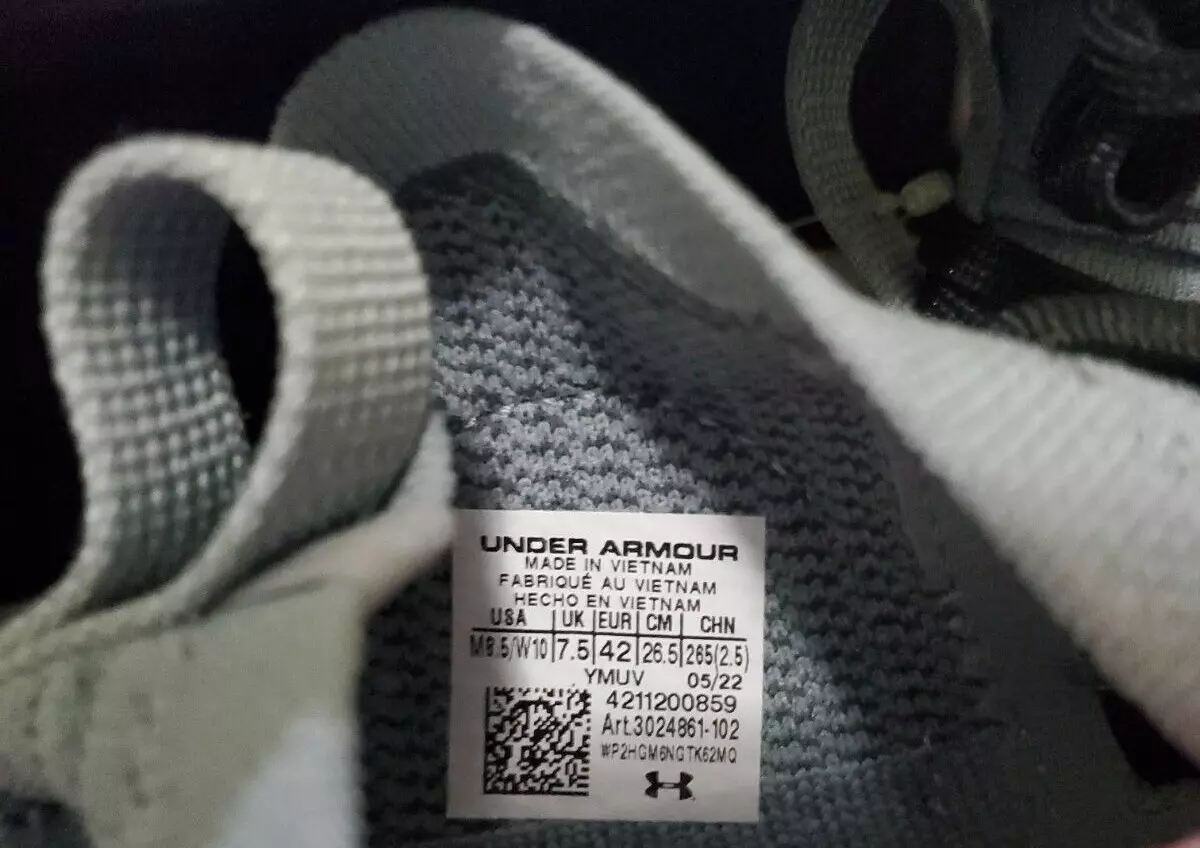 UNDER ARMOUR
MADE IN VIETNAM
FABRIQUÉ AU VIETNAM
HECHO EN VIETNAM
USA UK EUR CM CHN
M8.5/W10 7.5 42 26.5 265(2.5)
YMUV 05/22
4211200859
Art.3024861-102
WP2HGM6NGTK62MQ